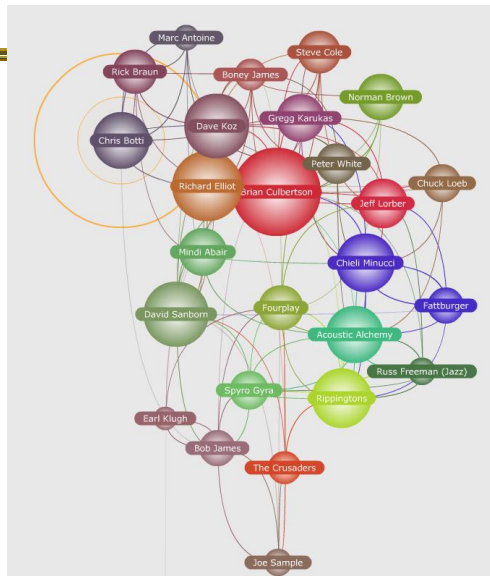 Marc Antoine
Steve Cole
Rick Braun
Boney James
Norman Brown
Gregg Karukas
Dave Koz
Chris Botti
Peter White
Richard Elliot
Brian Culbertson
Chuck Loeb
Jeff Lorber
Mindi Abair
Chieli Minucci
Fattburger
David Sanborn
Fourplay
Acoustic Alchemy
Russ Freeman (Jazz)
Spyro Gyra
Rippingtons
Earl Klugh
Bob James
The Crusaders
Joe Sample